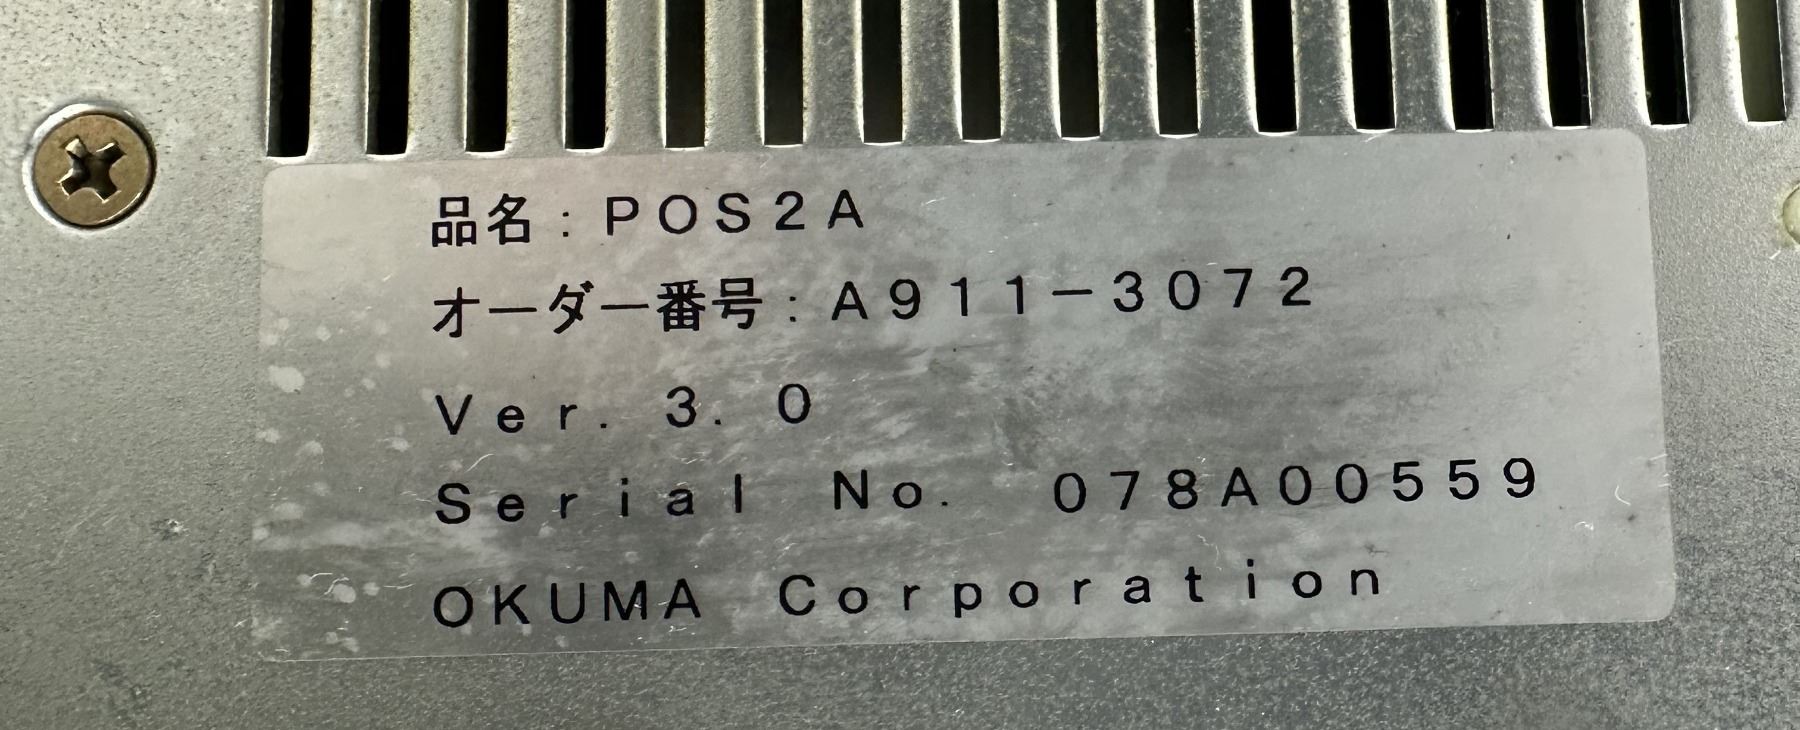 品名:POS2A
オーダー番号:A911-3072
Ver. 3.0
Serial No. 078A00559
OKUMA Corporation